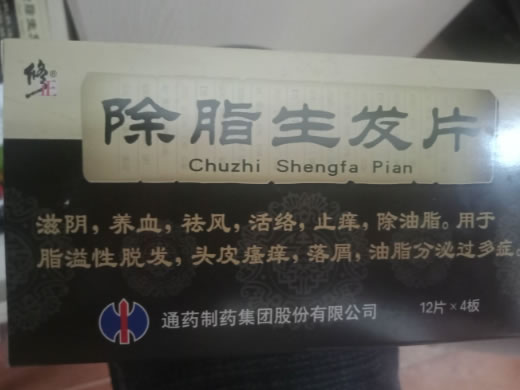 修正
除脂生发片
Chuzhi Shengfa Pian
滋阴,养血,祛风,活络,止痒,除油脂。用于
脂溢性脱发,头皮瘙痒,落屑,油脂分泌过多症。
通药制药集团股份有限公司
12片×4板